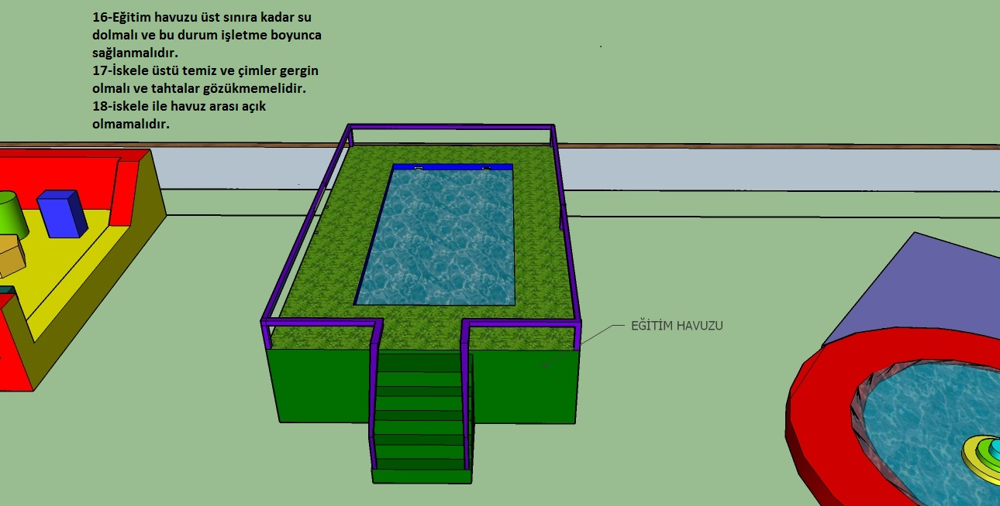 16-Eğitim havuzu üst sınıra kadar su
dolmalı ve bu durum işletme boyunca
sağlanmalıdır.
17-İskele üstü temiz ve çimler gergin
olmalı ve tahtalar gözükmemelidir.
18-iskele ile havuz arası açık
olmamalıdır.
EĞİTİM HAVUZU